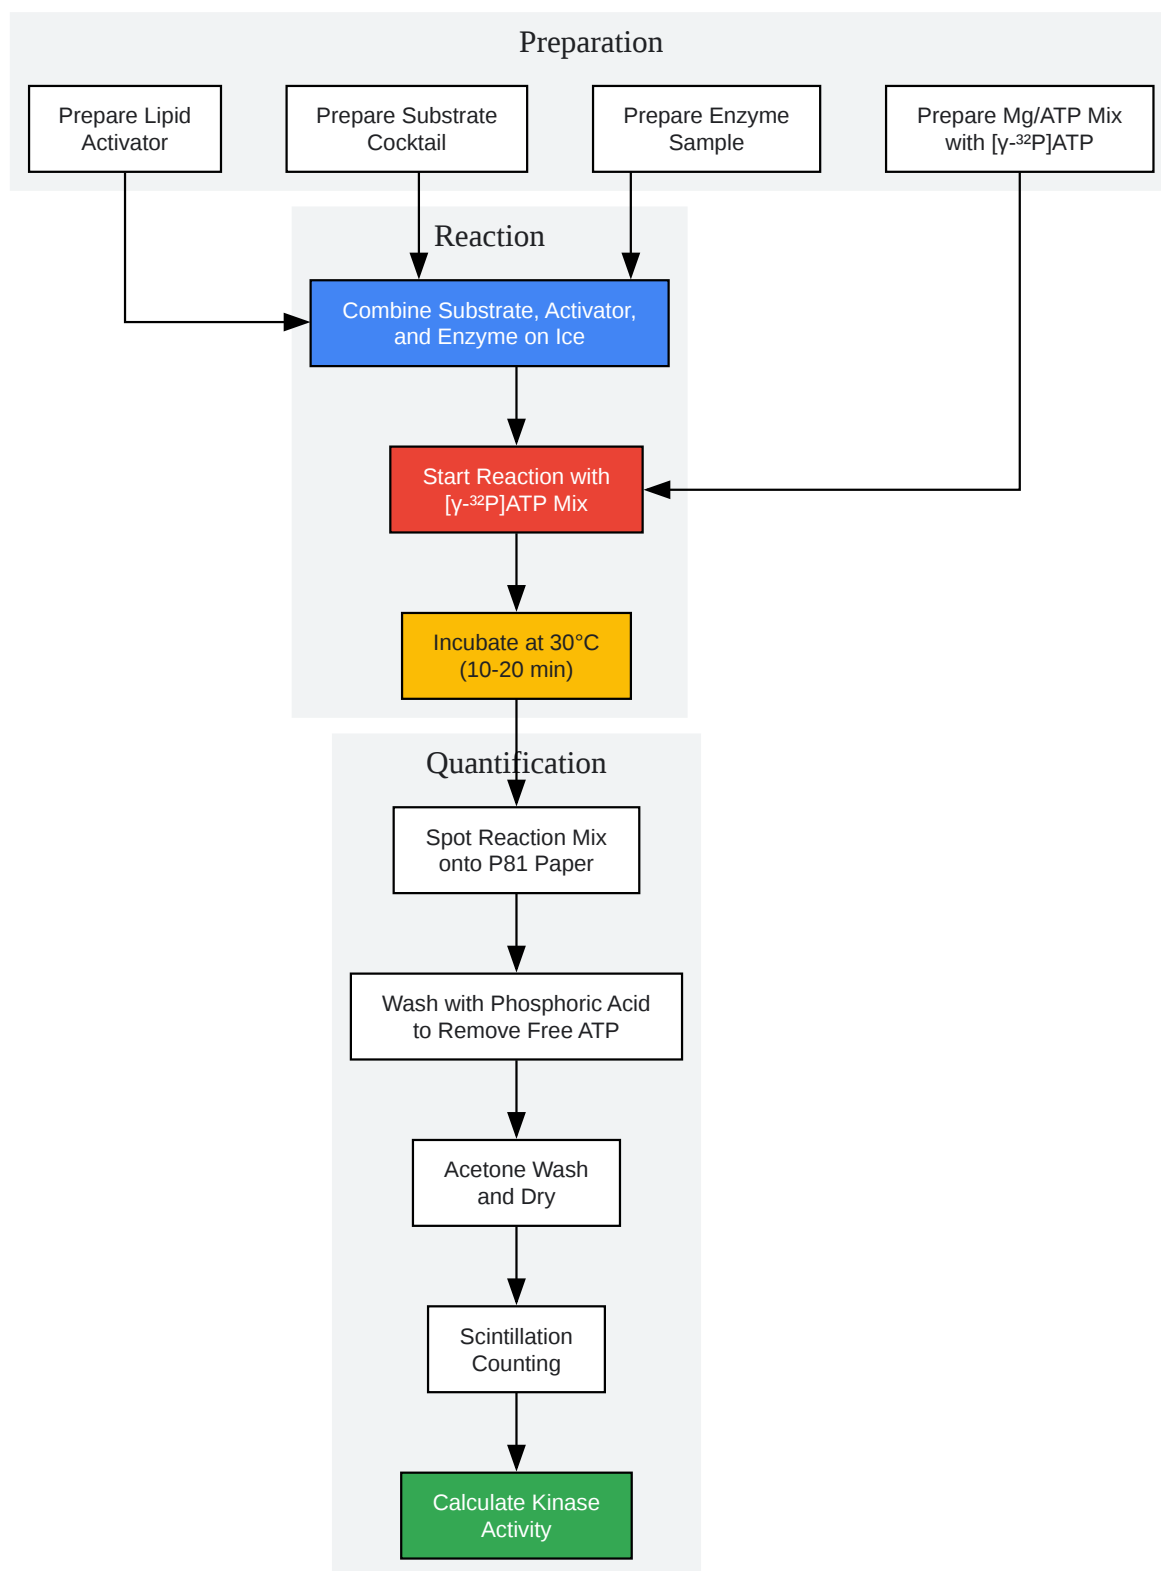 Preparation
Prepare Lipid
Activator
Prepare Substrate
Cocktail
Prepare Enzyme
Sample
Prepare Mg/ATP Mix
with [γ-³²P]ATP
Reaction
Combine Substrate, Activator,
and Enzyme on Ice
Start Reaction with
[γ-³²P]ATP Mix
Incubate at 30°C
(10-20 min)
Quantification
Spot Reaction Mix
onto P81 Paper
Wash with Phosphoric Acid
to Remove Free ATP
Acetone Wash
and Dry
Scintillation
Counting
Calculate Kinase
Activity